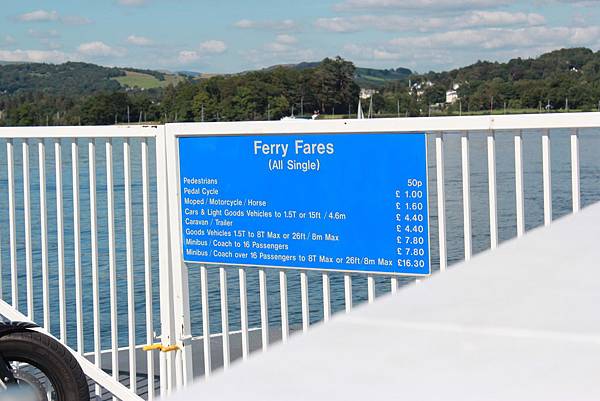 Ferry Fares
(All Single)
Pedestrians 50p
Pedal Cycle £ 1.00
Moped / Motorcycle / Horse £ 1.60
Cars & Light Goods Vehicles to 1.5T or 15ft / 4.6m £ 4.40
Caravan / Trailer £ 4.40
Goods Vehicles 1.5T to 8T Max or 26ft / 8m Max £ 7.80
Minibus / Coach to 16 Passengers £ 7.80
Minibus / Coach over 16 Passengers to 8T Max or 26ft / 8m Max £16.30